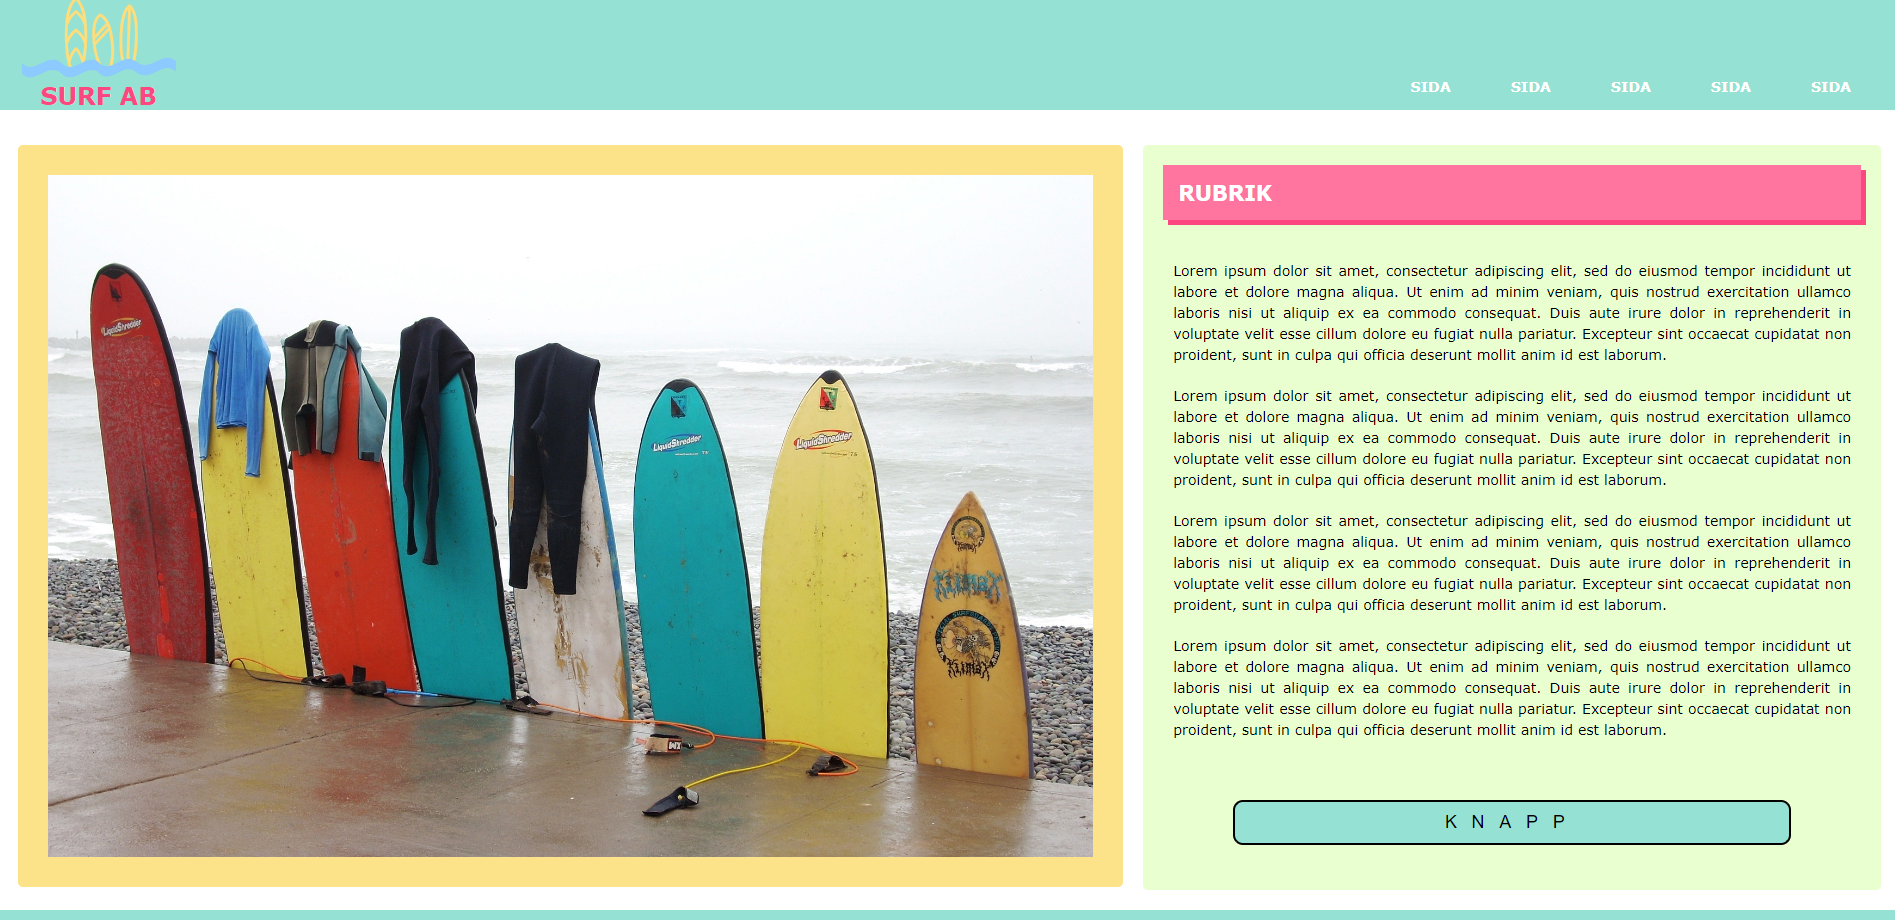 SURF AB
SIDA SIDA SIDA SIDA SIDA
LiquidShredder
LiquidShredder
LiquidShredder
KLIMAX
KLIMAX
RUBRIK
Lorem ipsum dolor sit amet, consectetur adipiscing elit, sed do eiusmod tempor incididunt ut
labore et dolore magna aliqua. Ut enim ad minim veniam, quis nostrud exercitation ullamco
laboris nisi ut aliquip ex ea commodo consequat. Duis aute irure dolor in reprehenderit in
voluptate velit esse cillum dolore eu fugiat nulla pariatur. Excepteur sint occaecat cupidatat non
proident, sunt in culpa qui officia deserunt mollit anim id est laborum.
Lorem ipsum dolor sit amet, consectetur adipiscing elit, sed do eiusmod tempor incididunt ut
labore et dolore magna aliqua. Ut enim ad minim veniam, quis nostrud exercitation ullamco
laboris nisi ut aliquip ex ea commodo consequat. Duis aute irure dolor in reprehenderit in
voluptate velit esse cillum dolore eu fugiat nulla pariatur. Excepteur sint occaecat cupidatat non
proident, sunt in culpa qui officia deserunt mollit anim id est laborum.
Lorem ipsum dolor sit amet, consectetur adipiscing elit, sed do eiusmod tempor incididunt ut
labore et dolore magna aliqua. Ut enim ad minim veniam, quis nostrud exercitation ullamco
laboris nisi ut aliquip ex ea commodo consequat. Duis aute irure dolor in reprehenderit in
voluptate velit esse cillum dolore eu fugiat nulla pariatur. Excepteur sint occaecat cupidatat non
proident, sunt in culpa qui officia deserunt mollit anim id est laborum.
Lorem ipsum dolor sit amet, consectetur adipiscing elit, sed do eiusmod tempor incididunt ut
labore et dolore magna aliqua. Ut enim ad minim veniam, quis nostrud exercitation ullamco
laboris nisi ut aliquip ex ea commodo consequat. Duis aute irure dolor in reprehenderit in
voluptate velit esse cillum dolore eu fugiat nulla pariatur. Excepteur sint occaecat cupidatat non
proident, sunt in culpa qui officia deserunt mollit anim id est laborum.
K N A P P